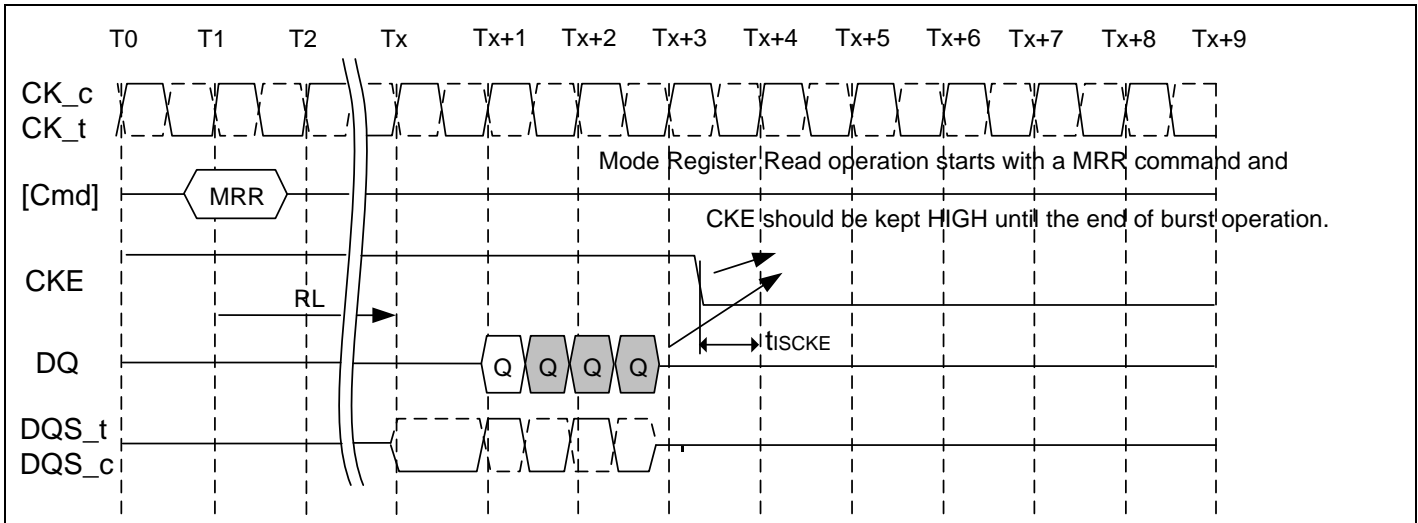 T0 T1 T2 Tx Tx+1 Tx+2 Tx+3 Tx+4 Tx+5 Tx+6 Tx+7 Tx+8 Tx+9
CK_c
CK_t
Mode Register Read operation starts with a MRR command and
[Cmd] MRR
CKE should be kept HIGH until the end of burst operation.
CKE
RL
tISCKE
DQ Q Q Q Q
DQS_t
DQS_c